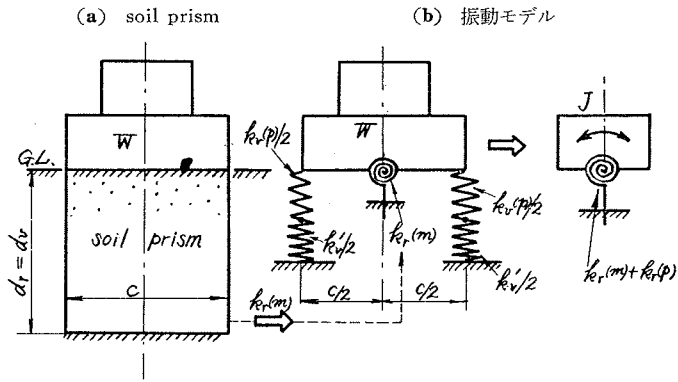 (a) soil prism
(b) 振動モデル
W
G.L.
soil prism
dr=dv
c
kr(m)
kv(p)/2
W
kv(p)/2
kr(m)
kv'/2
kv'/2
c/2
c/2
J
kr(m)+kr(p)